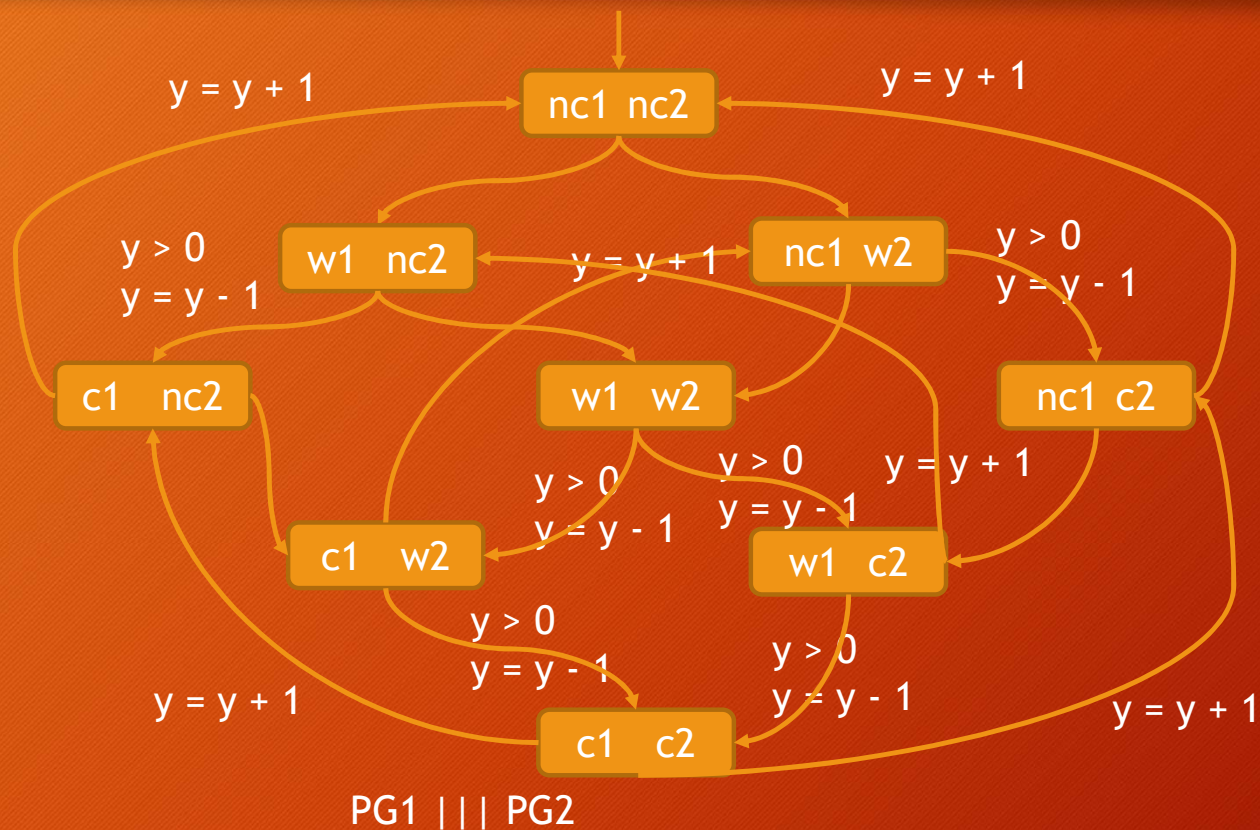 y = y + 1
y = y + 1
nc1 nc2
y > 0
y = y - 1
w1 nc2
y = y + 1
nc1 w2
y > 0
y = y - 1
c1 nc2
w1 w2
nc1 c2
y > 0
y = y - 1
y > 0
y = y - 1
y = y + 1
c1 w2
w1 c2
y > 0
y = y - 1
y > 0
y = y - 1
y = y + 1
c1 c2
y = y + 1
PG1 ||| PG2